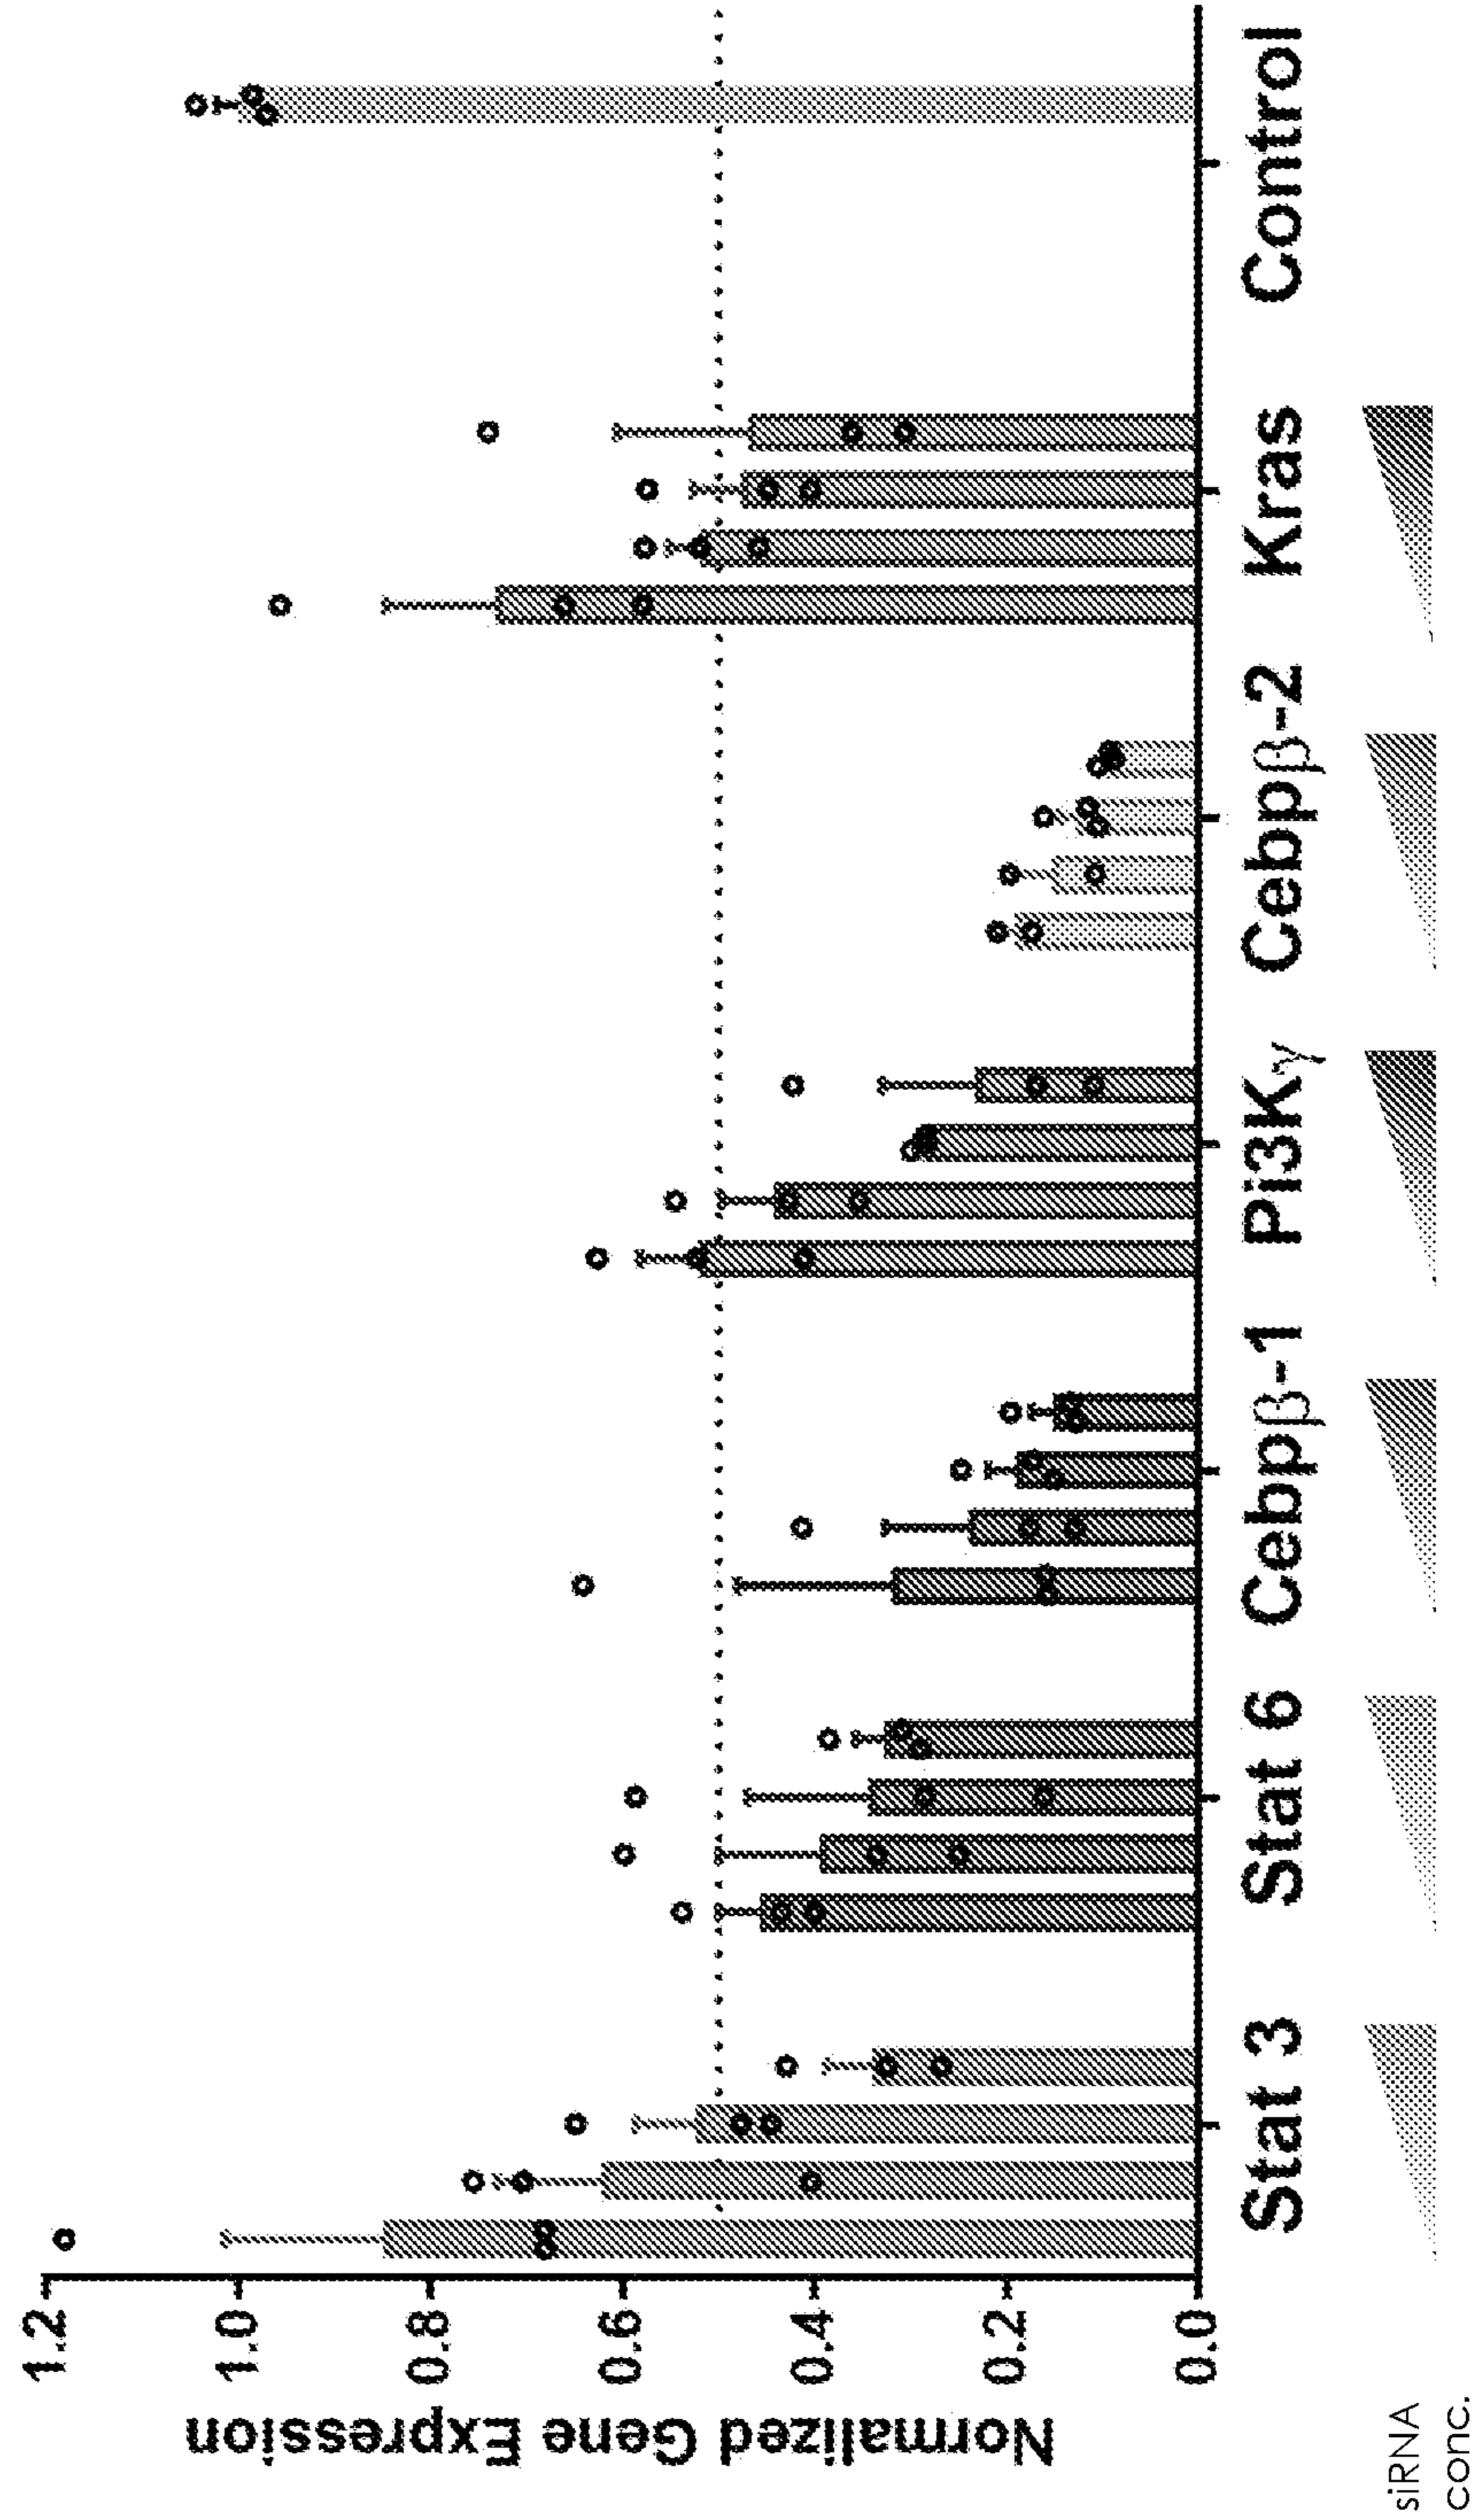 Normalized Gene Expression
1.2
1.0
0.8
0.6
0.4
0.2
0.0
Stat 3 Stat 6 Cebpβ-1 Pi3Kγ Cebpβ-2 Kras Control
siRNA
conc.